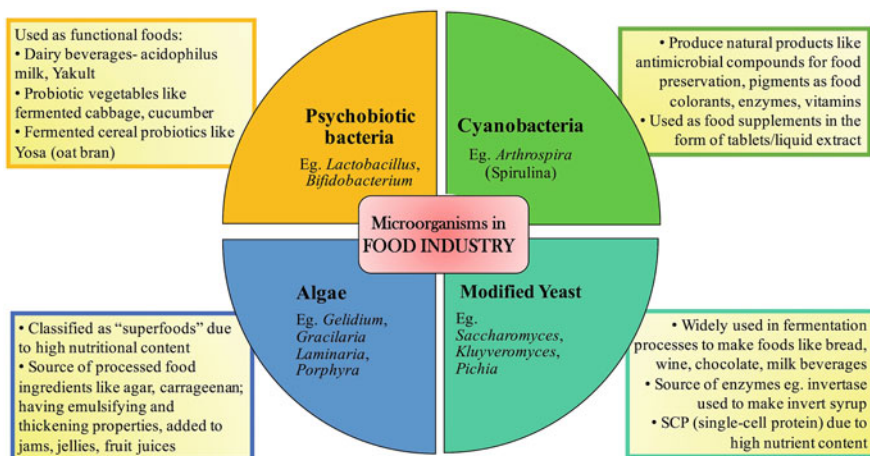 Used as functional foods:
• Dairy beverages- acidophilus
milk, Yakult
• Probiotic vegetables like
fermented cabbage, cucumber
• Fermented cereal probiotics like
Yosa (oat bran)
Psychobiotic
bacteria
Eg. Lactobacillus,
Bifidobacterium
Cyanobacteria
Eg. Arthrospira
(Spirulina)
• Produce natural products like
antimicrobial compounds for food
preservation, pigments as food
colorants, enzymes, vitamins
• Used as food supplements in the
form of tablets/liquid extract
Microorganisms in
FOOD INDUSTRY
• Classified as “superfoods” due
to high nutritional content
• Source of processed food
ingredients like agar, carrageenan;
having emulsifying and
thickening properties, added to
jams, jellies, fruit juices
Algae
Eg. Gelidium,
Gracilaria
Laminaria,
Porphyra
Modified Yeast
Eg.
Saccharomyces,
Kluyveromyces,
Pichia
• Widely used in fermentation
processes to make foods like bread,
wine, chocolate, milk beverages
• Source of enzymes eg. invertase
used to make invert syrup
• SCP (single-cell protein) due to
high nutrient content